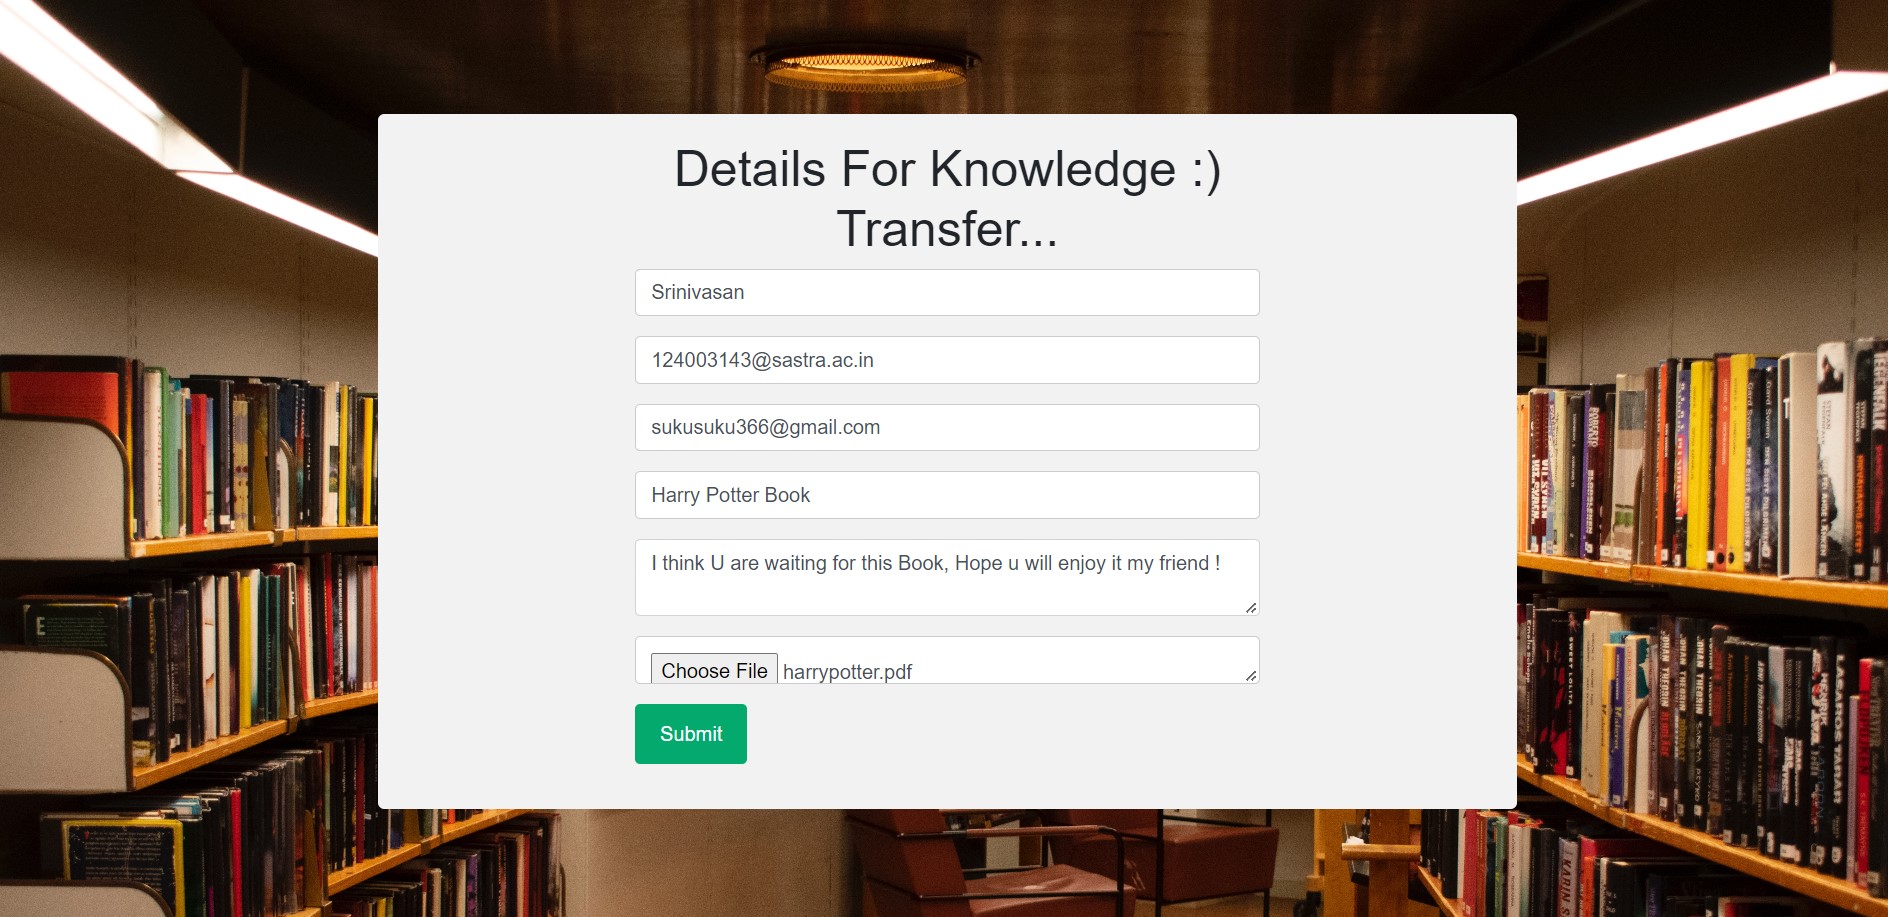 Details For Knowledge :)
Transfer...
Srinivasan
124003143@sastra.ac.in
sukusuku366@gmail.com
Harry Potter Book
I think U are waiting for this Book, Hope u will enjoy it my friend !
Choose File harrypotter.pdf
Submit